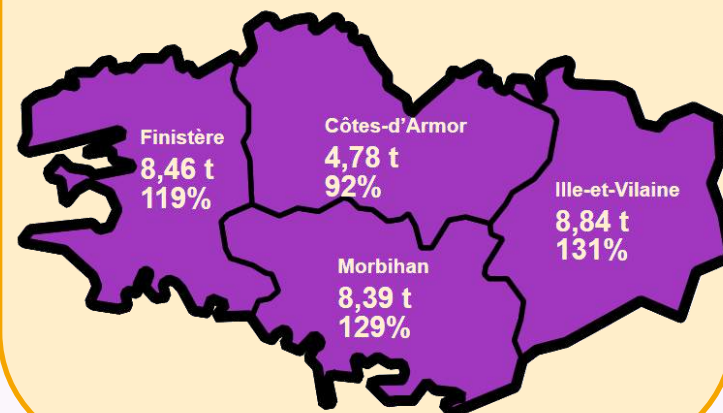 Finistère
8,46 t
119%
Côtes-d’Armor
4,78 t
92%
Ille-et-Vilaine
8,84 t
131%
Morbihan
8,39 t
129%